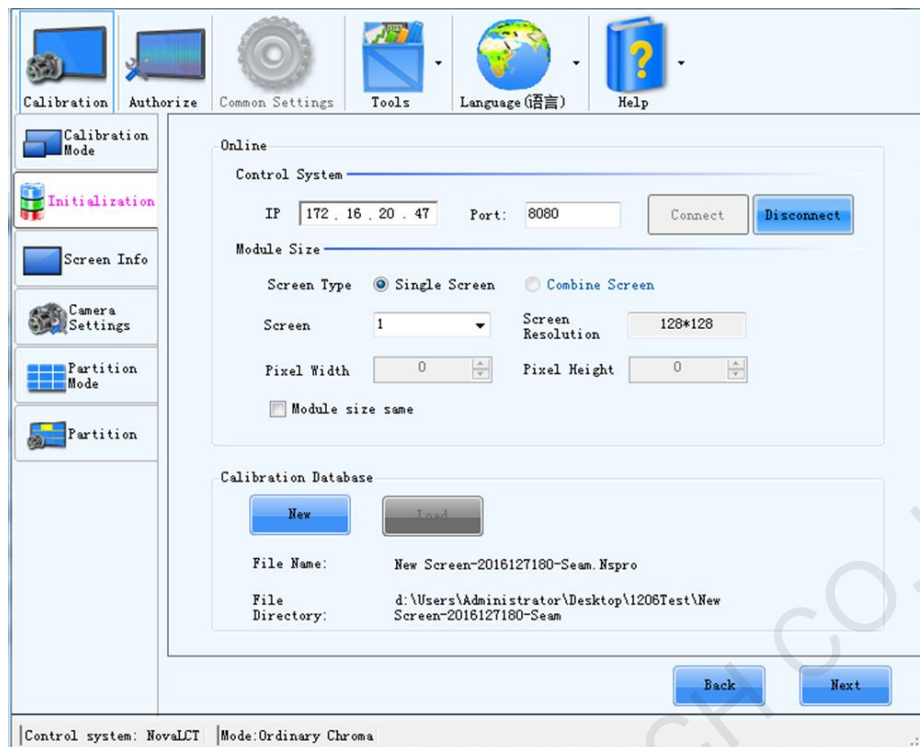 Calibration Authorize Common Settings Tools Language(语言) Help
Calibration
Mode
Initialization
Screen Info
Camera
Settings
Partition
Mode
Partition
Online
Control System
IP 172 . 16 . 20 . 47 Port: 8080 Connect Disconnect
Module Size
Screen Type Single Screen Combine Screen
Screen 1 Screen
Resolution 128*128
Pixel Width 0 Pixel Height 0
Module size same
Calibration Database
New Load
File Name: New Screen-2016127180-Seam.Nspro
File
Directory: d:\Users\Administrator\Desktop\1206Test\New
Screen-2016127180-Seam
Back Next
Control system: NovaLCT Mode:Ordinary Chroma
CH CO.